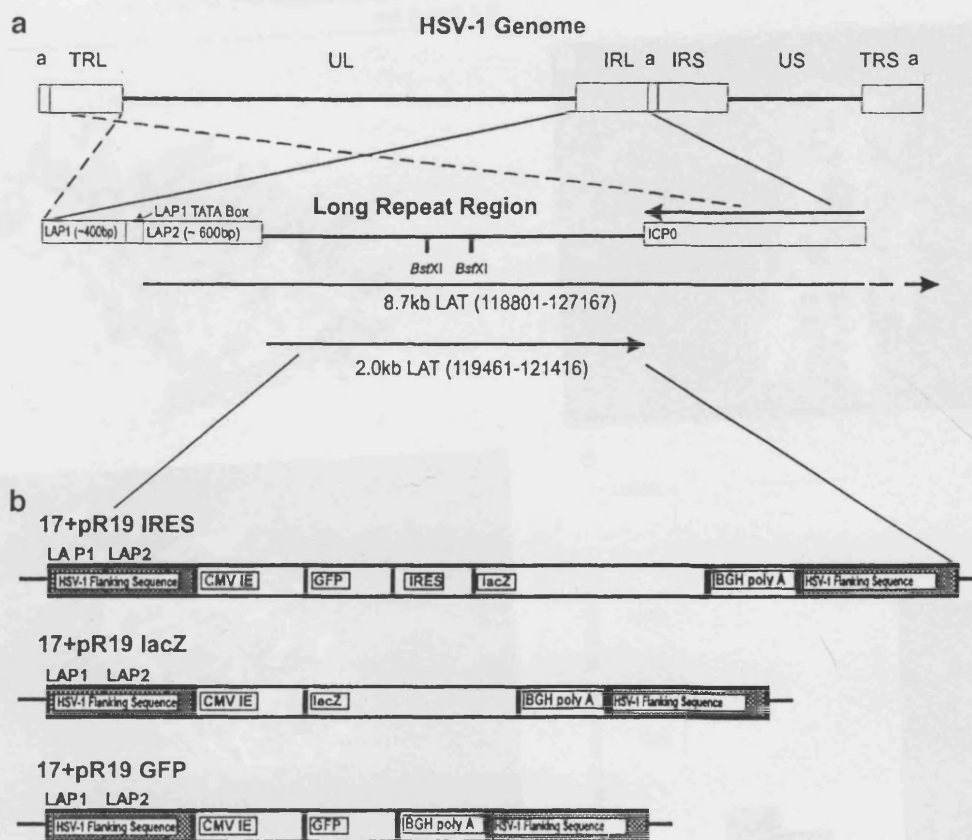 a
HSV-1 Genome
a TRL UL IRL a IRS US TRS a
LAP1 TATA Box
Long Repeat Region
LAP1 (~400bp) LAP2 (~ 600bp) ICP0
BstXI BstXI
8.7kb LAT (118801-127167)
2.0kb LAT (119461-121416)
b
17+pR19 IRES
LAP1 LAP2
HSV-1 Flanking Sequence CMV IE GFP IRES lacZ BGH poly A HSV-1 Flanking Sequence
17+pR19 lacZ
LAP1 LAP2
HSV-1 Flanking Sequence CMV IE lacZ BGH poly A HSV-1 Flanking Sequence
17+pR19 GFP
LAP1 LAP2
HSV-1 Flanking Sequence CMV IE GFP BGH poly A HSV-1 Flanking Sequence